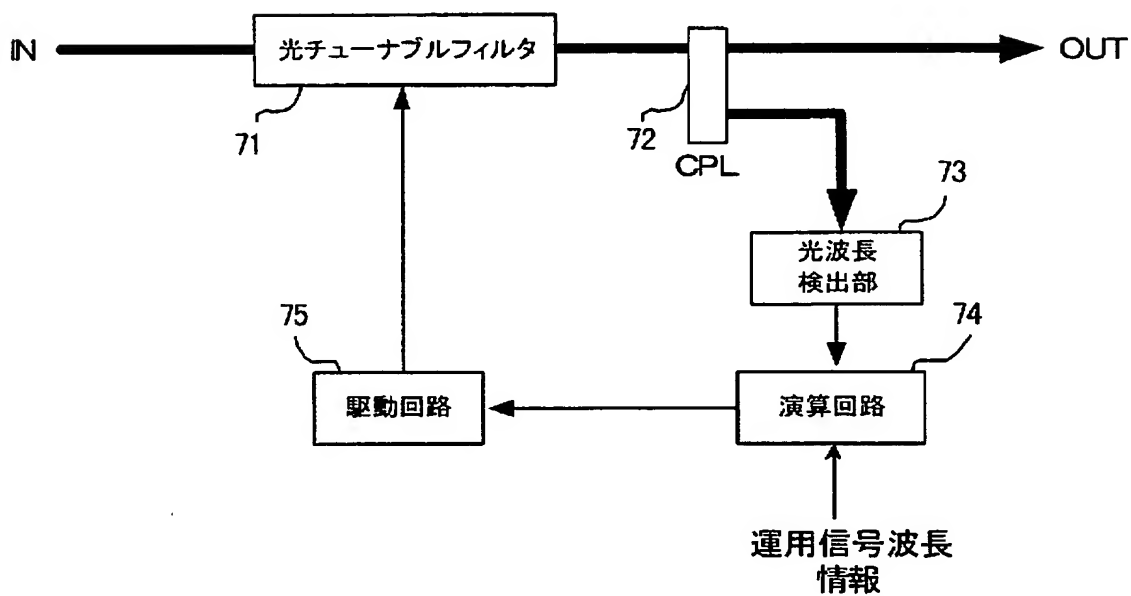 IN
光チューナブルフィルタ
OUT
71
72
CPL
73
光波長
検出部
75
74
駆動回路
演算回路
運用信号波長
情報